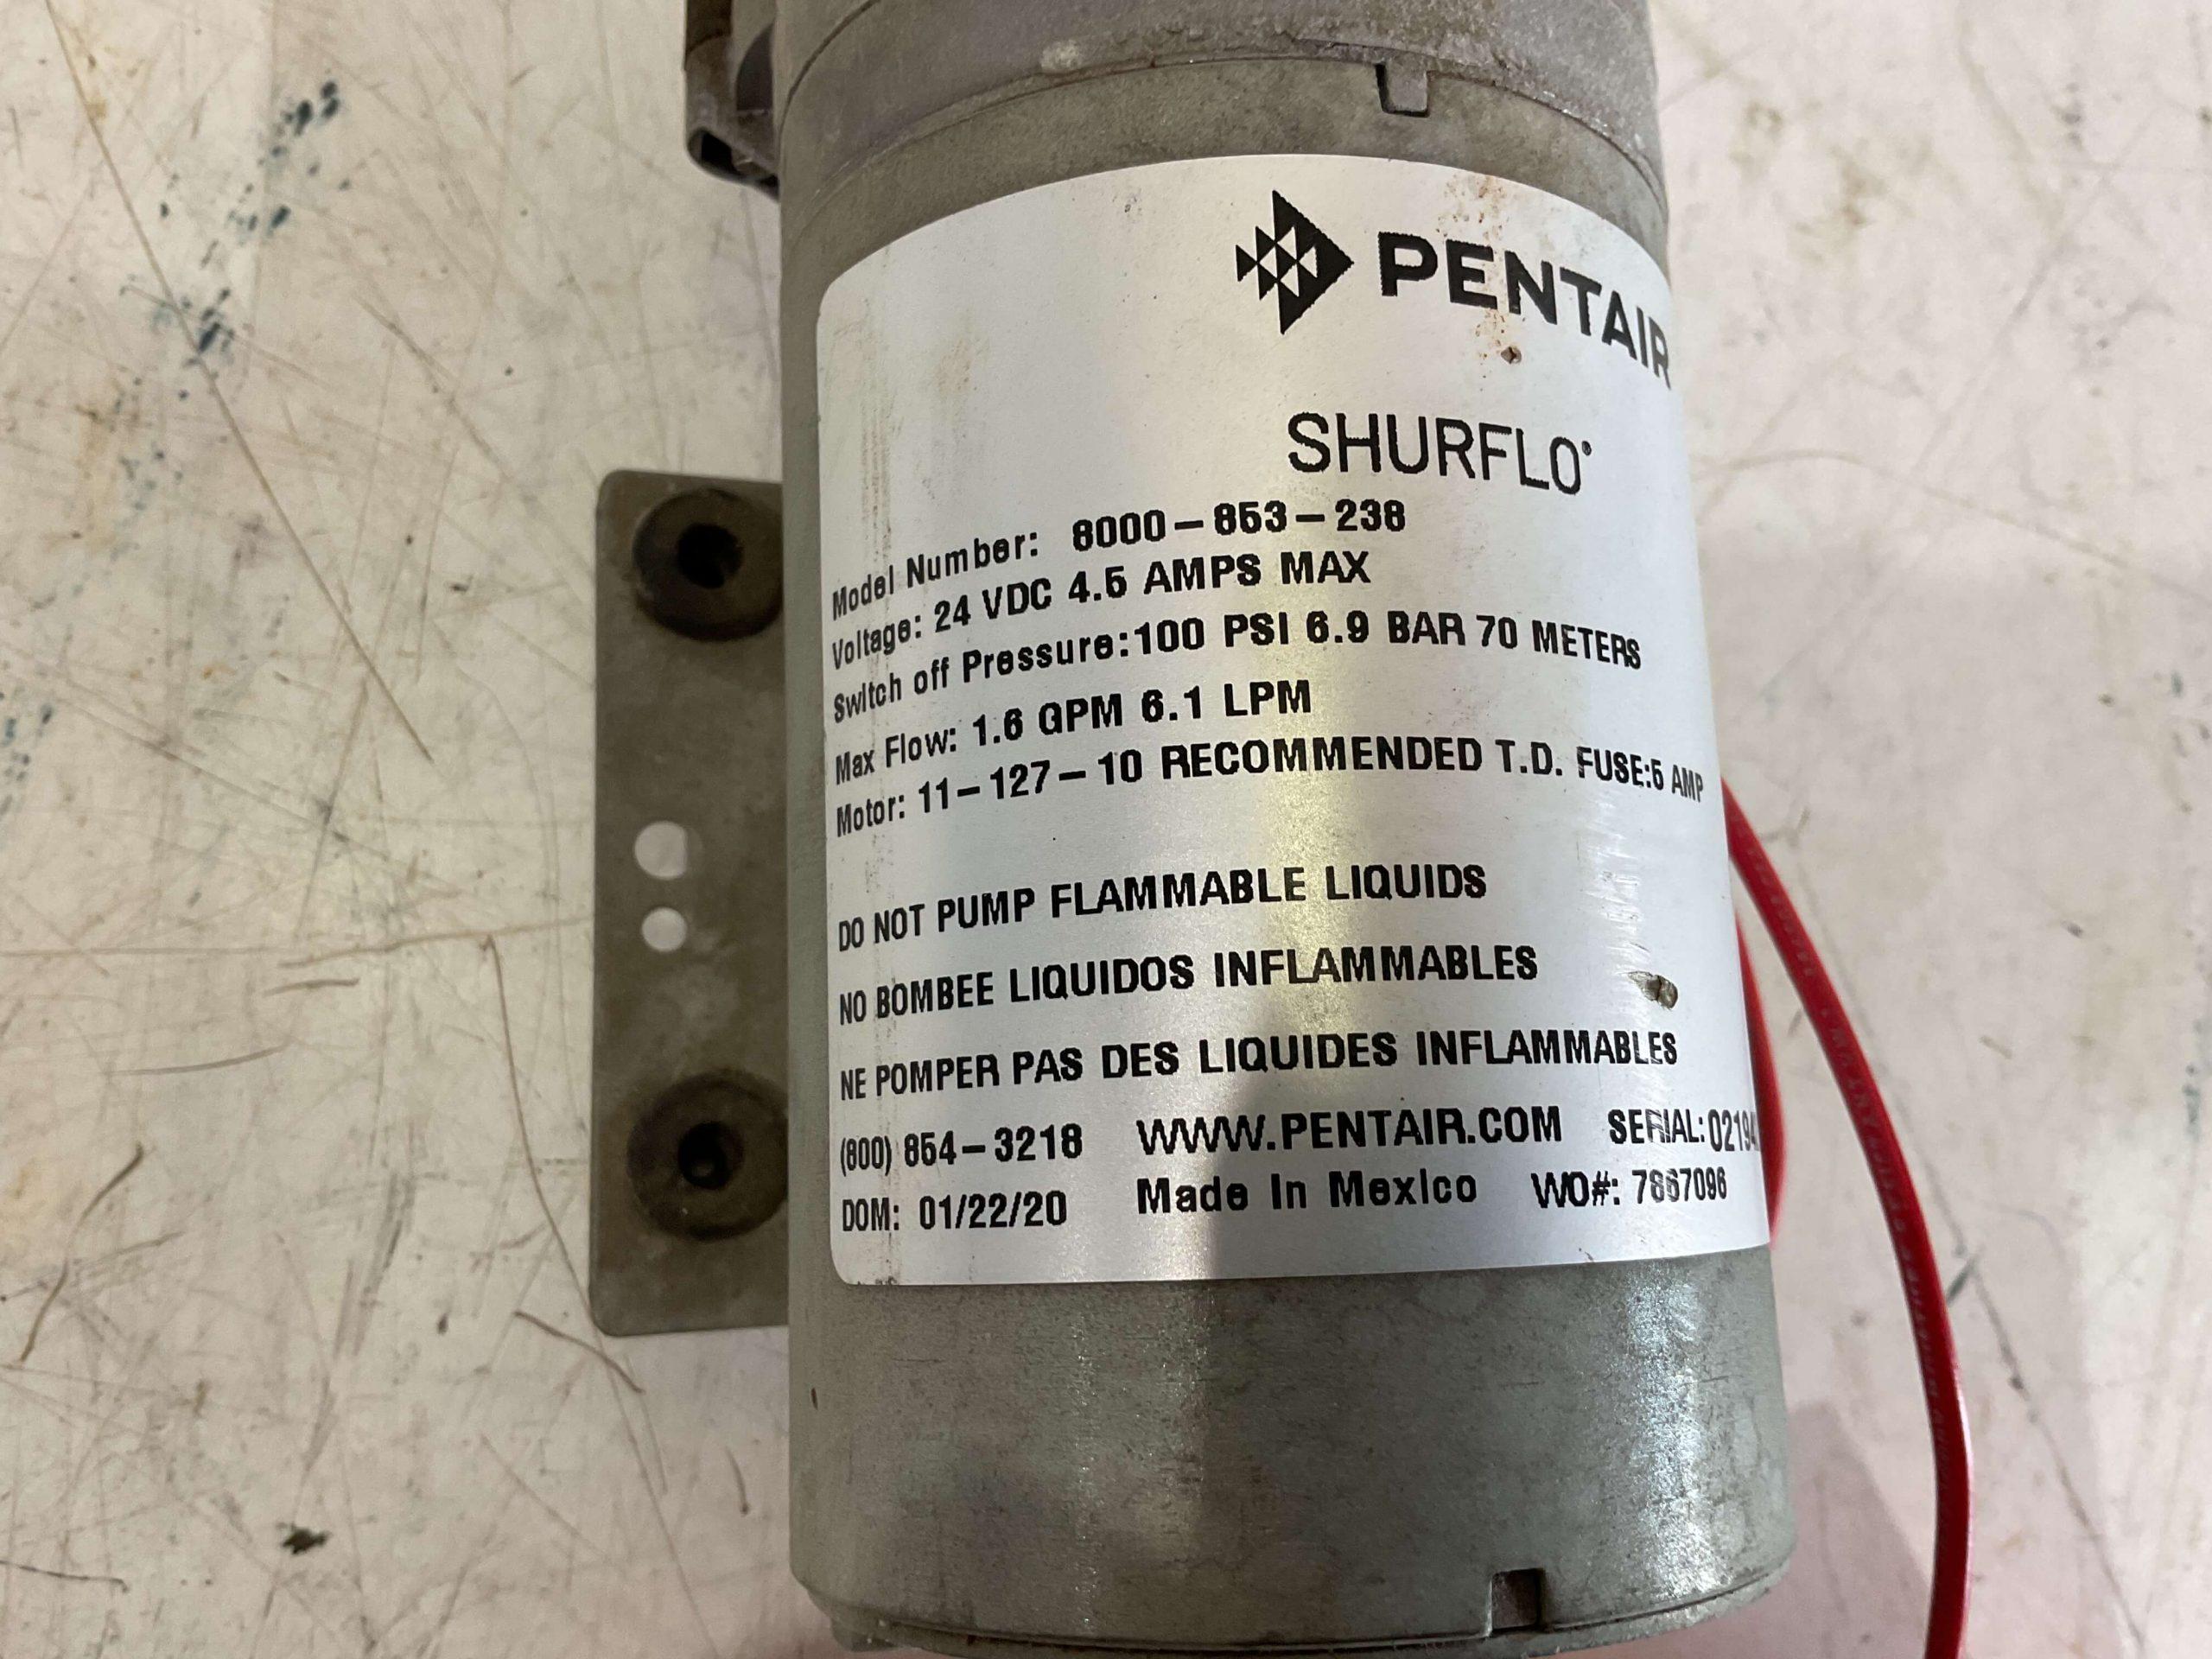 PENTAIR
SHURFLO®
Model Number: 8000-853-238
Voltage: 24 VDC 4.5 AMPS MAX
Switch off Pressure: 100 PSI 6.9 BAR 70 METERS
Max Flow: 1.6 GPM 6.1 LPM
Motor: 11-127-10 RECOMMENDED T.D. FUSE:5 AMP
DO NOT PUMP FLAMMABLE LIQUIDS
NO BOMBEE LIQUIDOS INFLAMMABLES
NE POMPER PAS DES LIQUIDES INFLAMMABLES
(800) 854-3218 WWW.PENTAIR.COM SERIAL:
DOM: 01/22/20 Made In Mexico WO#: 7867096